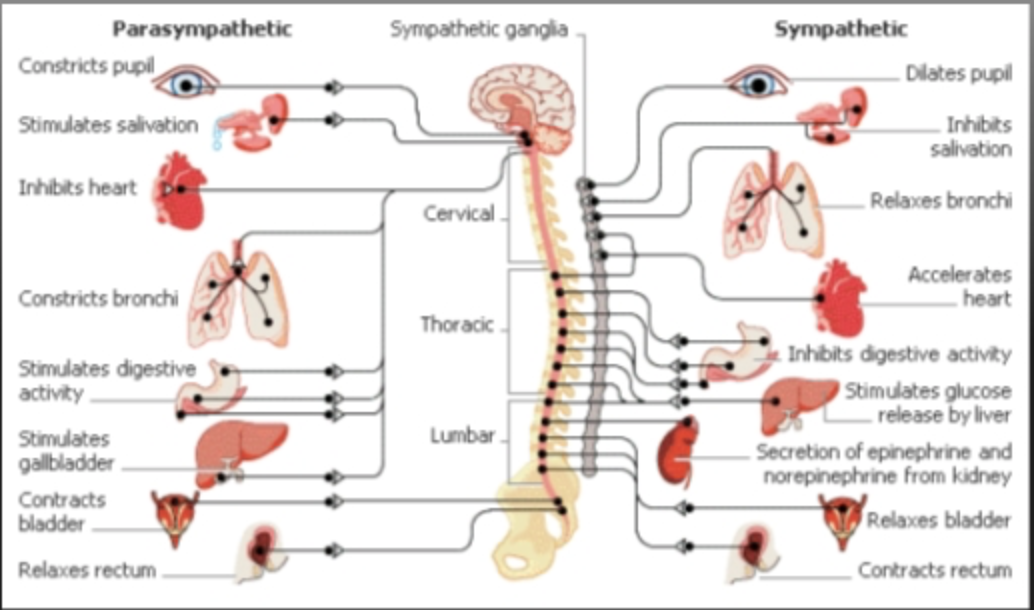 Parasympathetic
Sympathetic ganglia
Sympathetic
Constricts pupil
Stimulates salivation
Inhibits heart
Constricts bronchi
Stimulates digestive
activity
Stimulates
gallbladder
Contracts
bladder
Relaxes rectum
Cervical
Thoracic
Lumbar
Dilates pupil
Inhibits
salivation
Relaxes bronchi
Accelerates
heart
Inhibits digestive activity
Stimulates glucose
release by liver
Secretion of epinephrine and
norepinephrine from kidney
Relaxes bladder
Contracts rectum